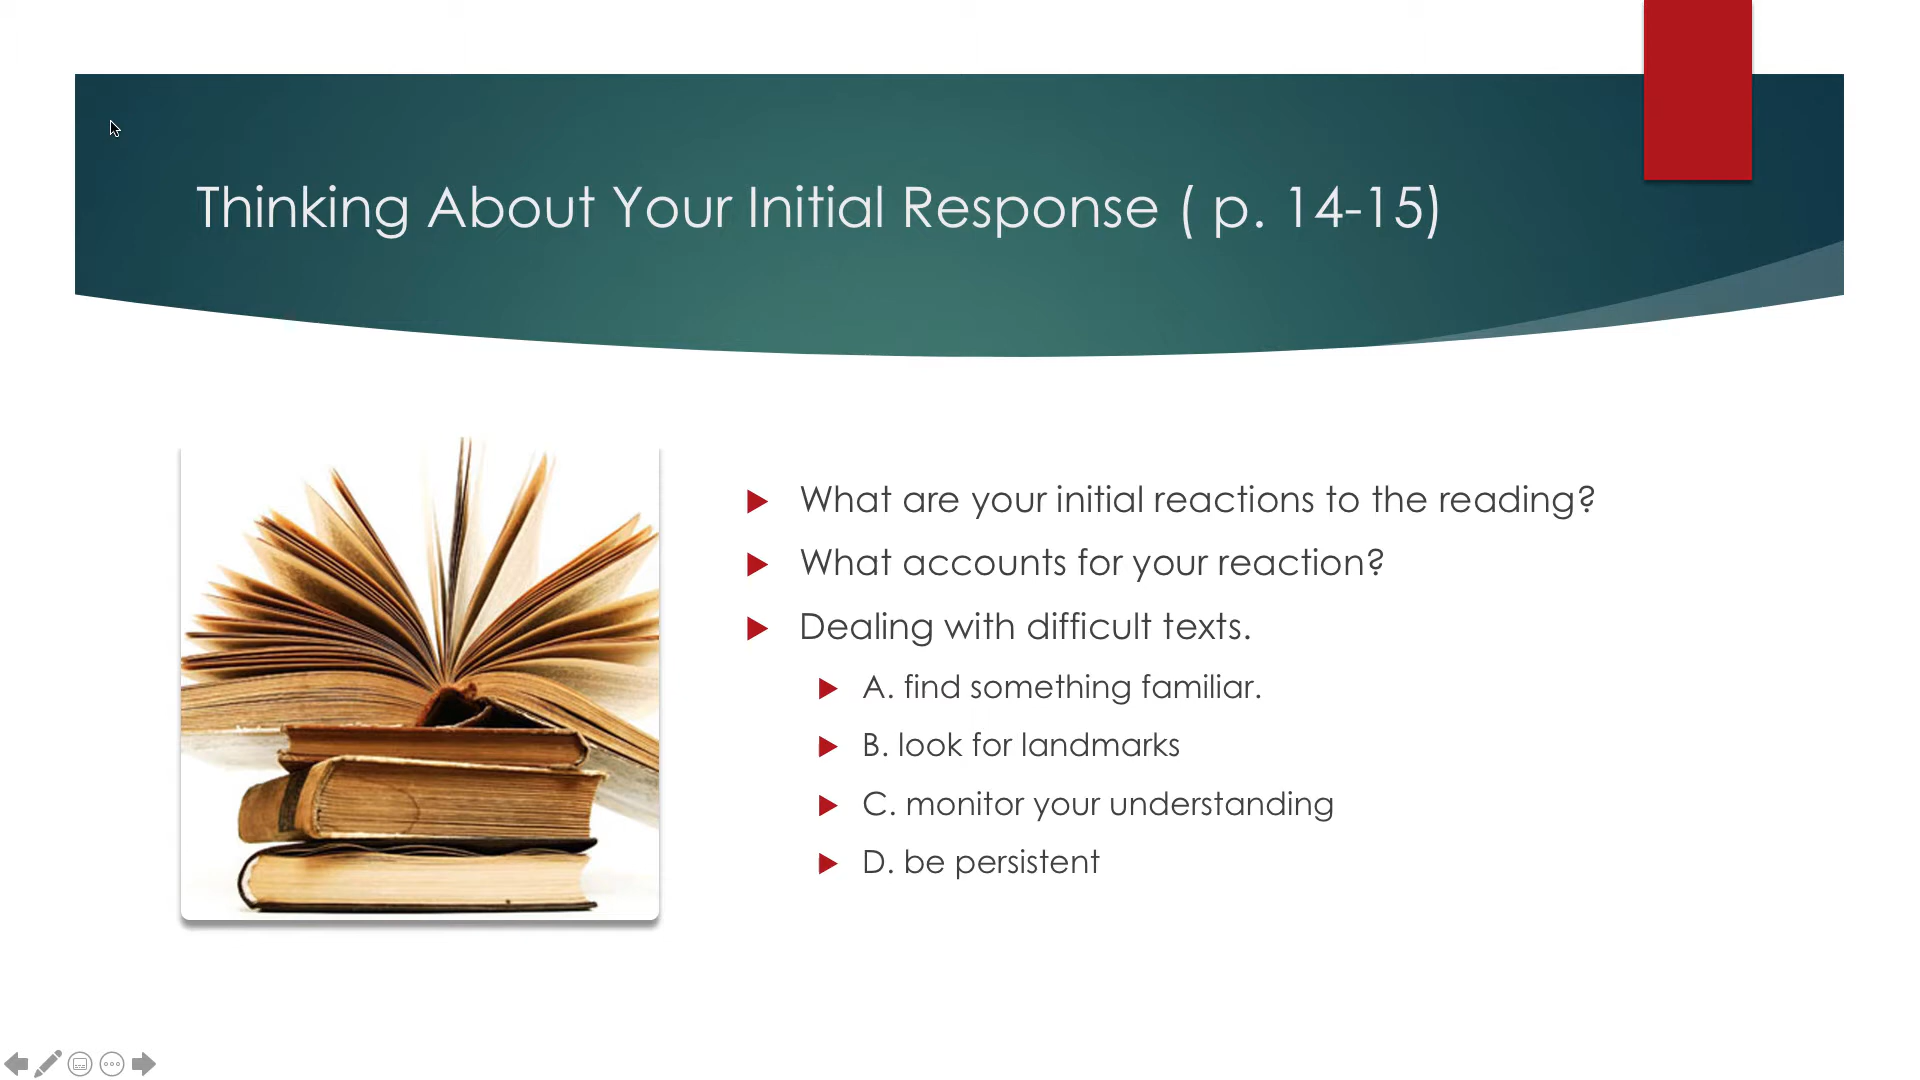 Thinking About Your Initial Response ( p. 14-15)
What are your initial reactions to the reading?
What accounts for your reaction?
Dealing with difficult texts.
A. find something familiar.
B. look for landmarks
C. monitor your understanding
D. be persistent